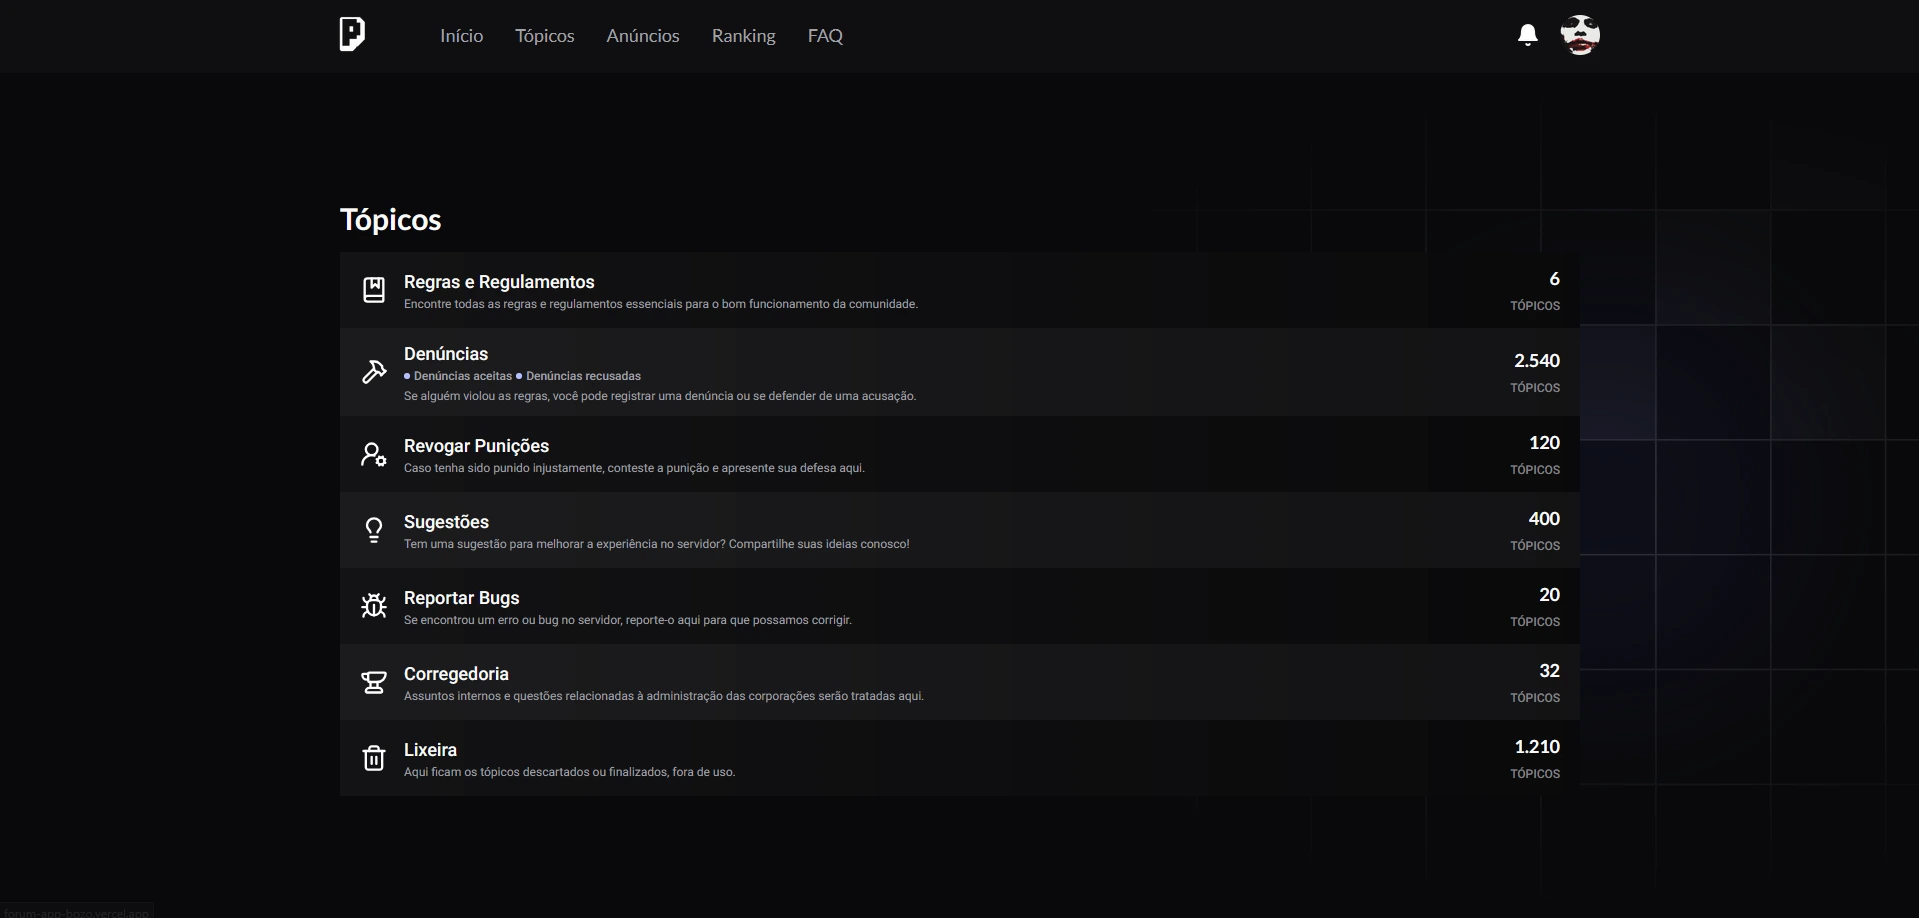 P
Início Tópicos Anúncios Ranking FAQ
Tópicos
Regras e Regulamentos
Encontre todas as regras e regulamentos essenciais para o bom funcionamento da comunidade.
6
TÓPICOS
Denúncias
Denúncias aceitas Denúncias recusadas
Se alguém violou as regras, você pode registrar uma denúncia ou se defender de uma acusação.
2.540
TÓPICOS
Revogar Punições
Caso tenha sido punido injustamente, conteste a punição e apresente sua defesa aqui.
120
TÓPICOS
Sugestões
Tem uma sugestão para melhorar a experiência no servidor? Compartilhe suas ideias conosco!
400
TÓPICOS
Reportar Bugs
Se encontrou um erro ou bug no servidor, reporte-o aqui para que possamos corrigir.
20
TÓPICOS
Corregedoria
Assuntos internos e questões relacionadas à administração das corporações serão tratadas aqui.
32
TÓPICOS
Lixeira
Aqui ficam os tópicos descartados ou finalizados, fora de uso.
1.210
TÓPICOS
forum-app-bozo.vercel.app